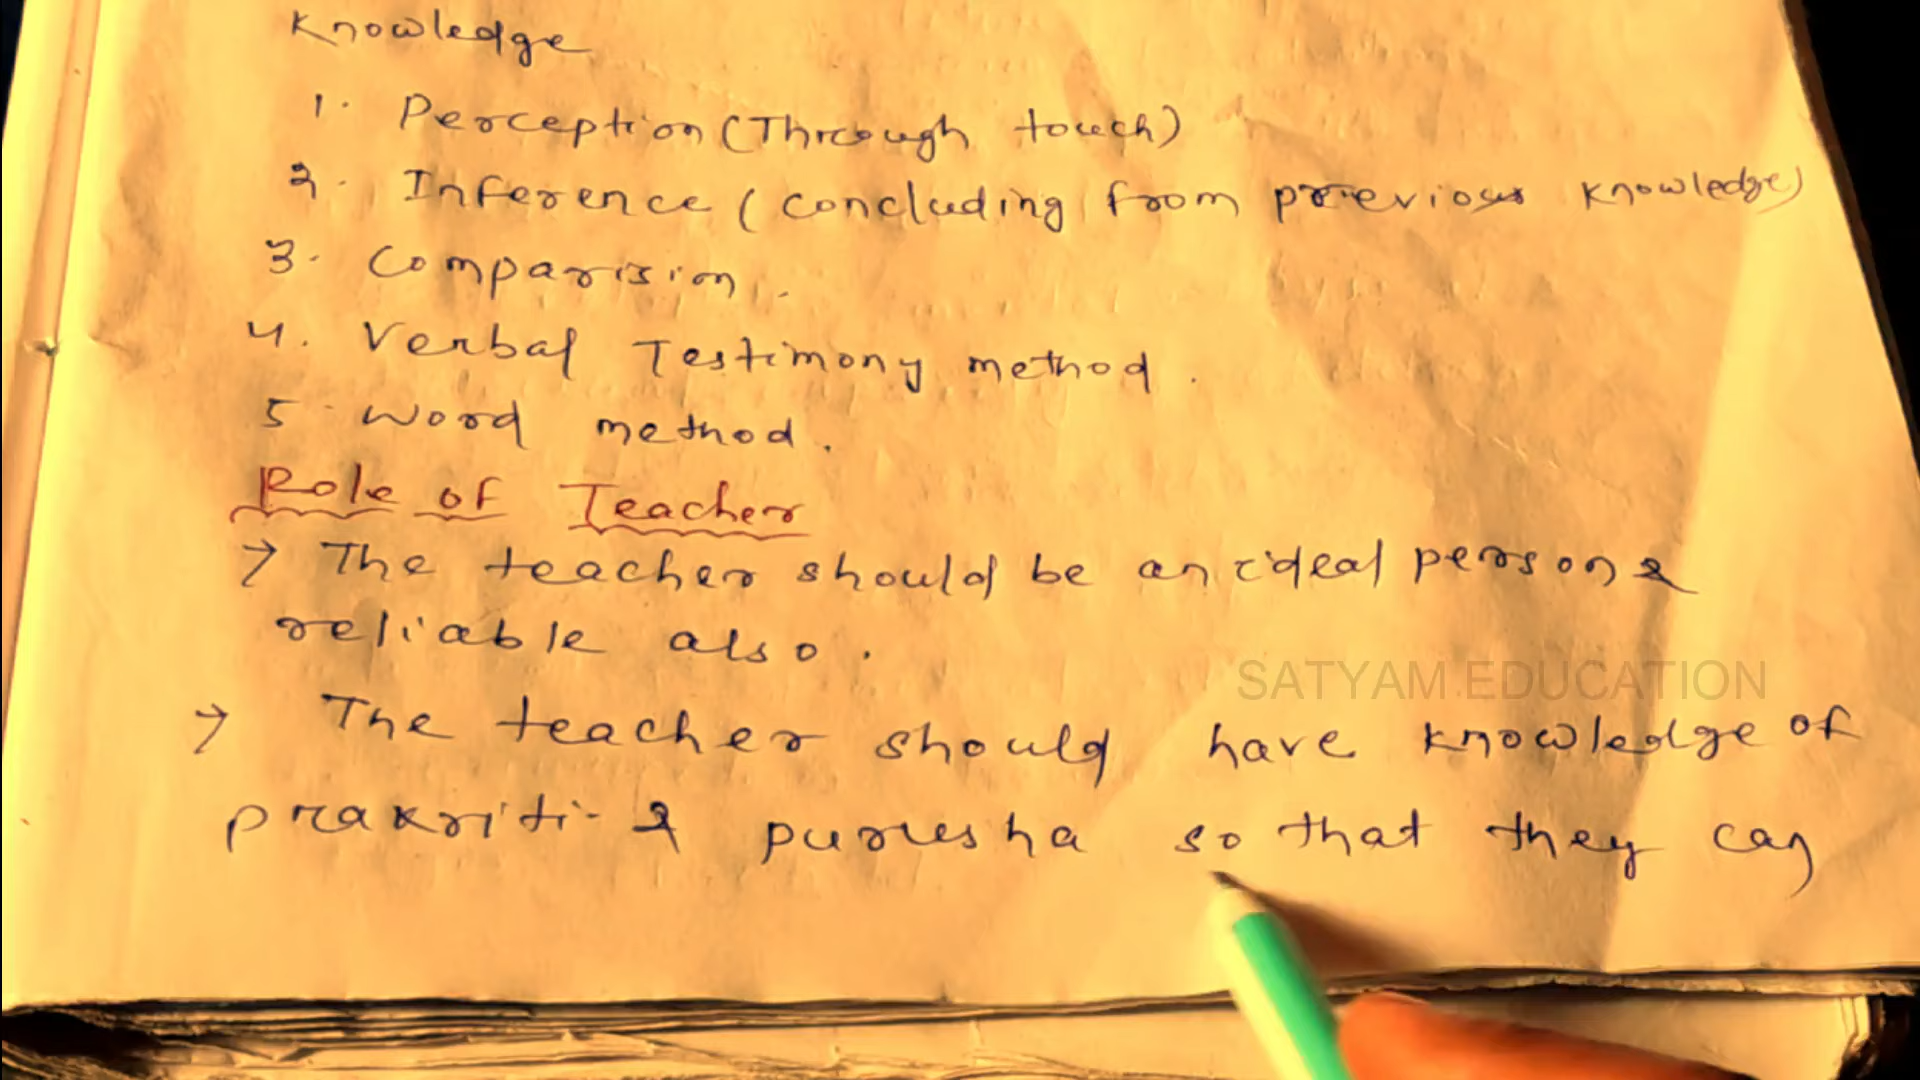 Knowledge
1. Perception (Through touch)
2. Inference (concluding from previous knowledge)
3. Comparision.
4. Verbal Testimony method.
5. Word method.
Role of Teacher
→ The teacher should be an ideal person &
reliable also.
SATYAM EDUCATION
→ The teacher should have knowledge of
prakriti & purusha so that they can